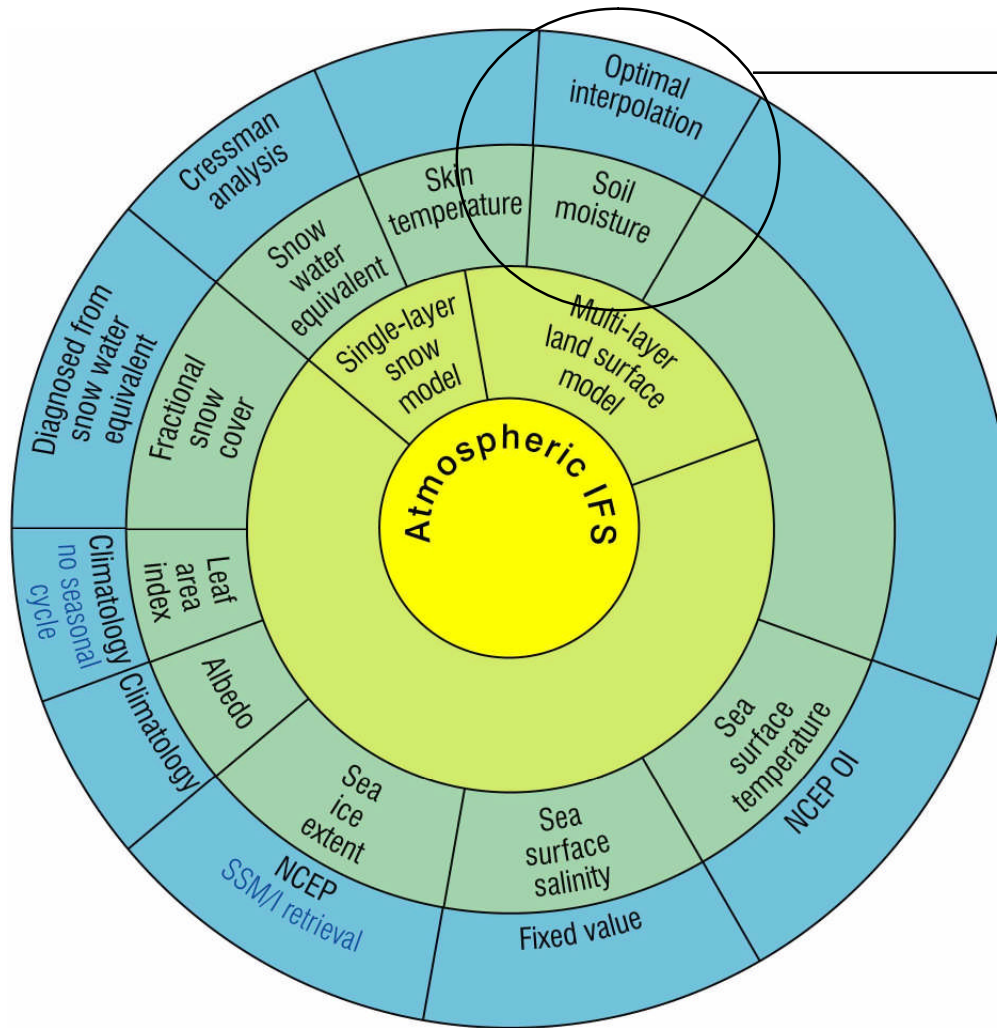 Optimal
interpolation
Cressman
analysis
Diagnosed from
snow water
equivalent
Climatology
no seasonal
cycle
Climatology
NCEP
SSM/I retrieval
Fixed value
NCEP OI
Skin
temperature
Soil
moisture
Snow
water
equivalent
Fractional
snow
cover
Leaf
area
index
Albedo
Sea
ice
extent
Sea
surface
salinity
Sea
surface
temperature
Single-layer
snow
model
Multi-layer
land surface
model
Atmospheric IFS